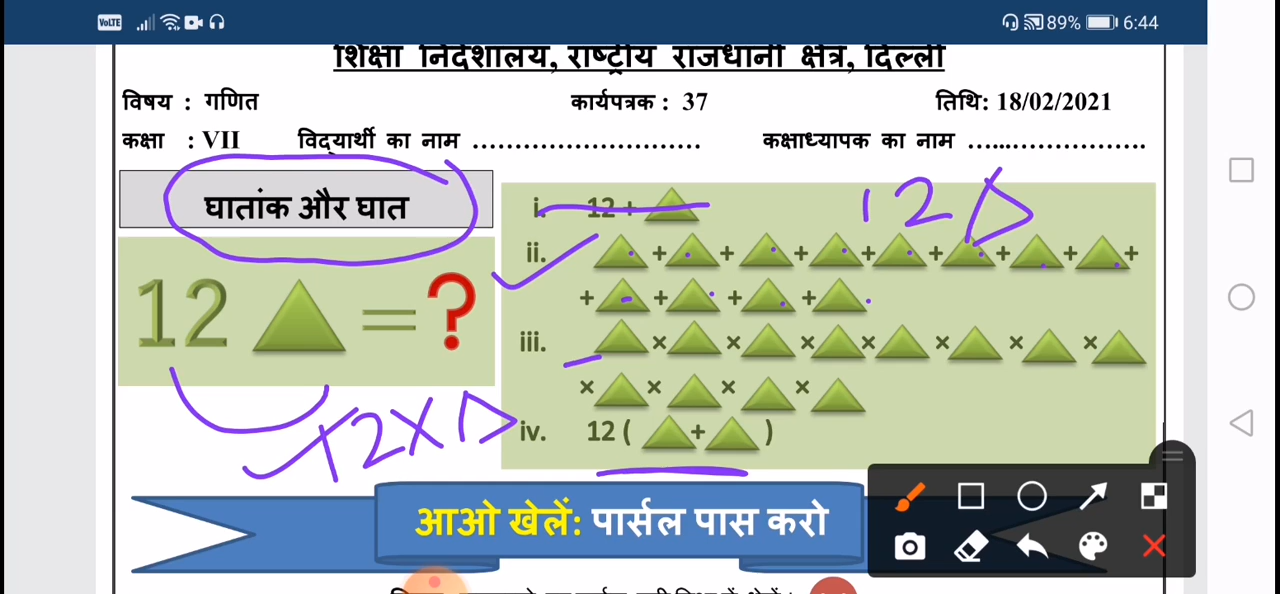 VoLTE 89% 6:44
शिक्षा निदेशालय, राष्ट्रीय राजधानी क्षेत्र, दिल्ली
विषय : गणित कार्यपत्रक : 37 तिथि: 18/02/2021
कक्षा : VII विद्यार्थी का नाम ........................... कक्षाध्यापक का नाम .....................
घातांक और घात
12 = ?
i. 12 +
12
ii. + + + + + + + +
+ + + +
iii. × × × × × × ×
× × × ×
12×
iv. 12 ( + )
आओ खेलें: पार्सल पास करो